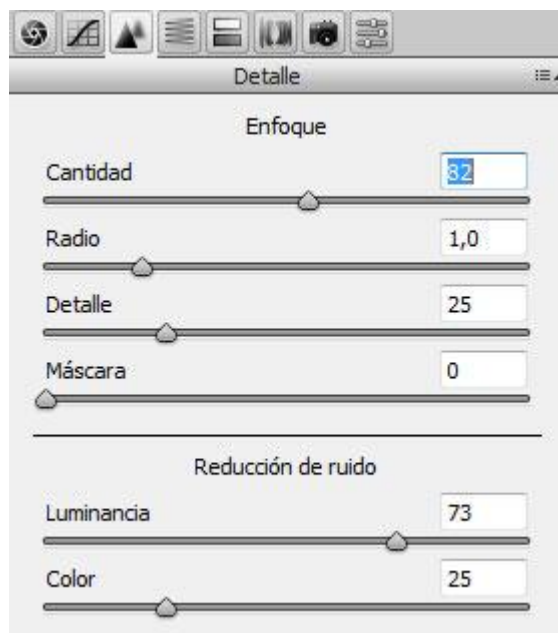 Detalle
Enfoque
Cantidad 82
Radio 1,0
Detalle 25
Máscara 0
Reducción de ruido
Luminancia 73
Color 25